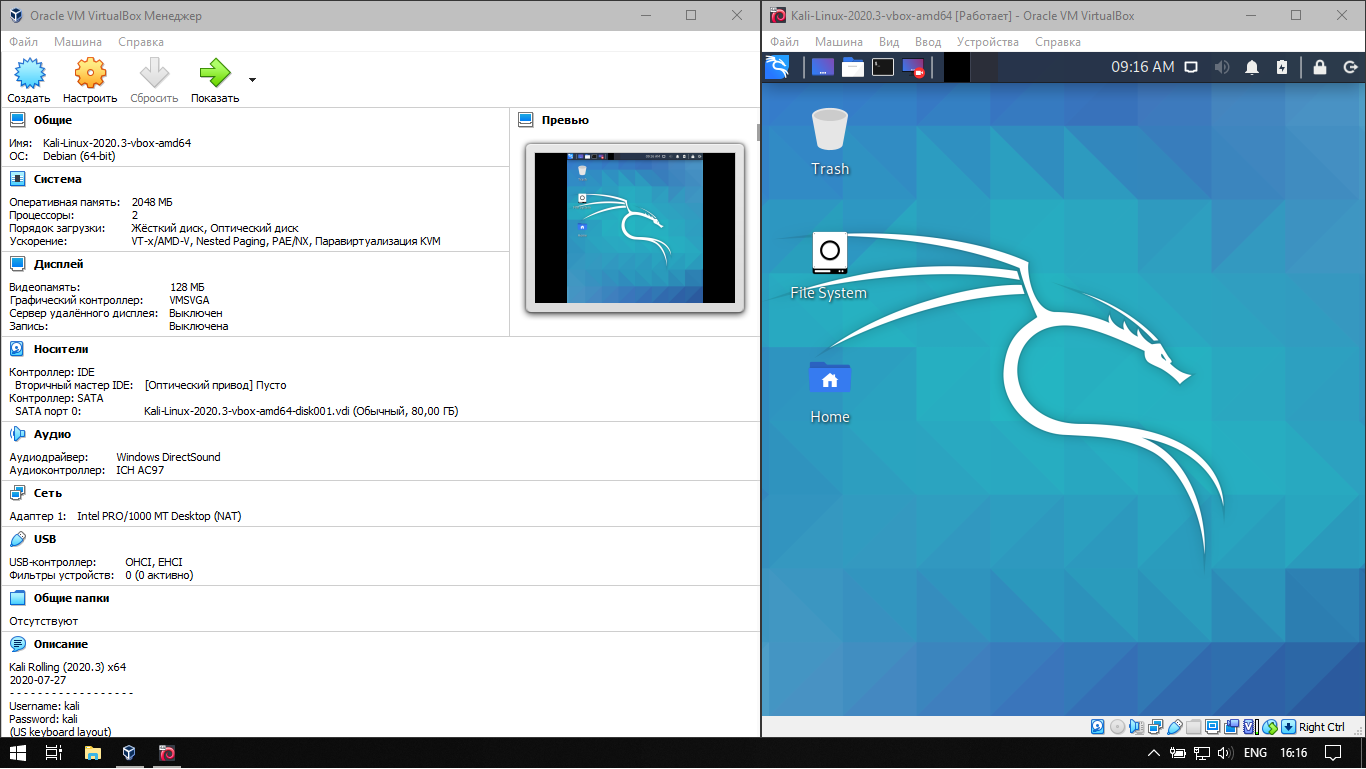 Oracle VM VirtualBox Менеджер
Файл Машина Справка
Создать Настроить Сбросить Показать
Общие
Имя: Kali-Linux-2020.3-vbox-amd64
ОС: Debian (64-bit)
Система
Оперативная память: 2048 МБ
Процессоры: 2
Порядок загрузки: Жёсткий диск, Оптический диск
Ускорение: VT-x/AMD-V, Nested Paging, PAE/NX, Паравиртуализация KVM
Дисплей
Видеопамять: 128 МБ
Графический контроллер: VMSVGA
Сервер удалённого дисплея: Выключен
Запись: Выключена
Превью
Носители
Контроллер: IDE
Вторичный мастер IDE: [Оптический привод] Пусто
Контроллер: SATA
SATA порт 0: Kali-Linux-2020.3-vbox-amd64-disk001.vdi (Обычный, 80,00 ГБ)
Аудио
Аудиодрайвер: Windows DirectSound
Аудиоконтроллер: ICH AC97
Сеть
Адаптер 1: Intel PRO/1000 MT Desktop (NAT)
USB
USB-контроллер: OHCI, EHCI
Фильтры устройств: 0 (0 активно)
Общие папки
Отсутствуют
Описание
Kali Rolling (2020.3) x64
2020-07-27
- - - - - - - - - - - - - - - - - -
Username: kali
Password: kali
(US keyboard layout)
Kali-Linux-2020.3-vbox-amd64 [Работает] - Oracle VM VirtualBox
Файл Машина Вид Ввод Устройства Справка
09:16 AM
Trash
File System
Home
Right Ctrl
ENG 16:16